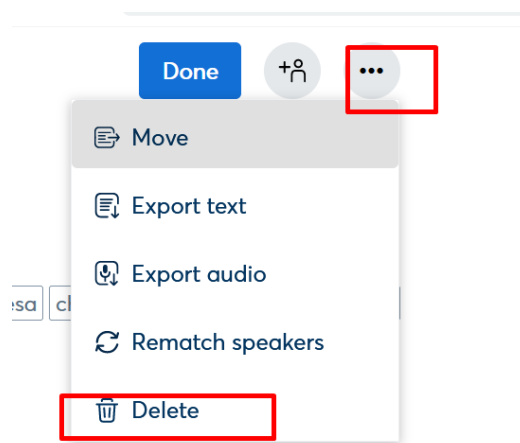 Done
Move
Export text
Export audio
Rematch speakers
Delete